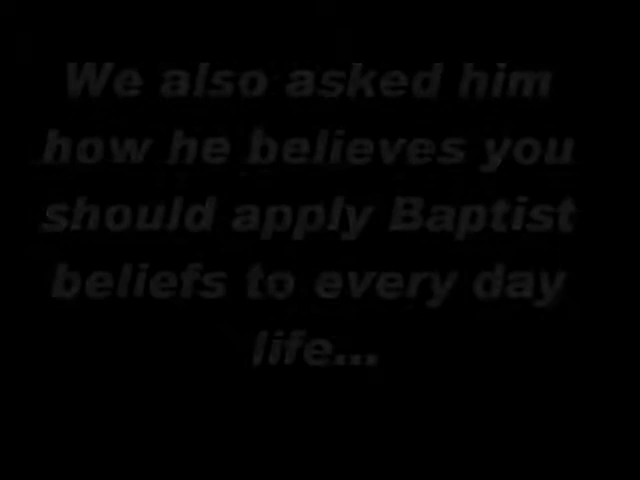 We also asked him
how he believes you
should apply Baptist
beliefs to every day
life...